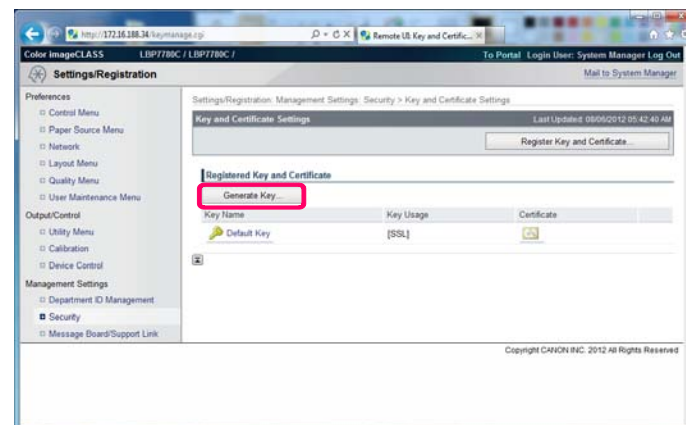 http://172.16.188.34/keymanage.cgi
Remote UI: Key and Certific...
Color imageCLASS LBP7780C / LBP7780C /
To Portal Login User: System Manager Log Out
Settings/Registration
Mail to System Manager
Preferences
Control Menu
Paper Source Menu
Network
Layout Menu
Quality Menu
User Maintenance Menu
Output/Control
Utility Menu
Calibration
Device Control
Management Settings
Department ID Management
Security
Message Board/Support Link
Settings/Registration: Management Settings: Security > Key and Certificate Settings
Key and Certificate Settings
Last Updated: 08/06/2012 05:42:40 AM
Register Key and Certificate...
Registered Key and Certificate
Generate Key...
Key Name Key Usage Certificate
Default Key [SSL]
Copyright CANON INC. 2012 All Rights Reserved